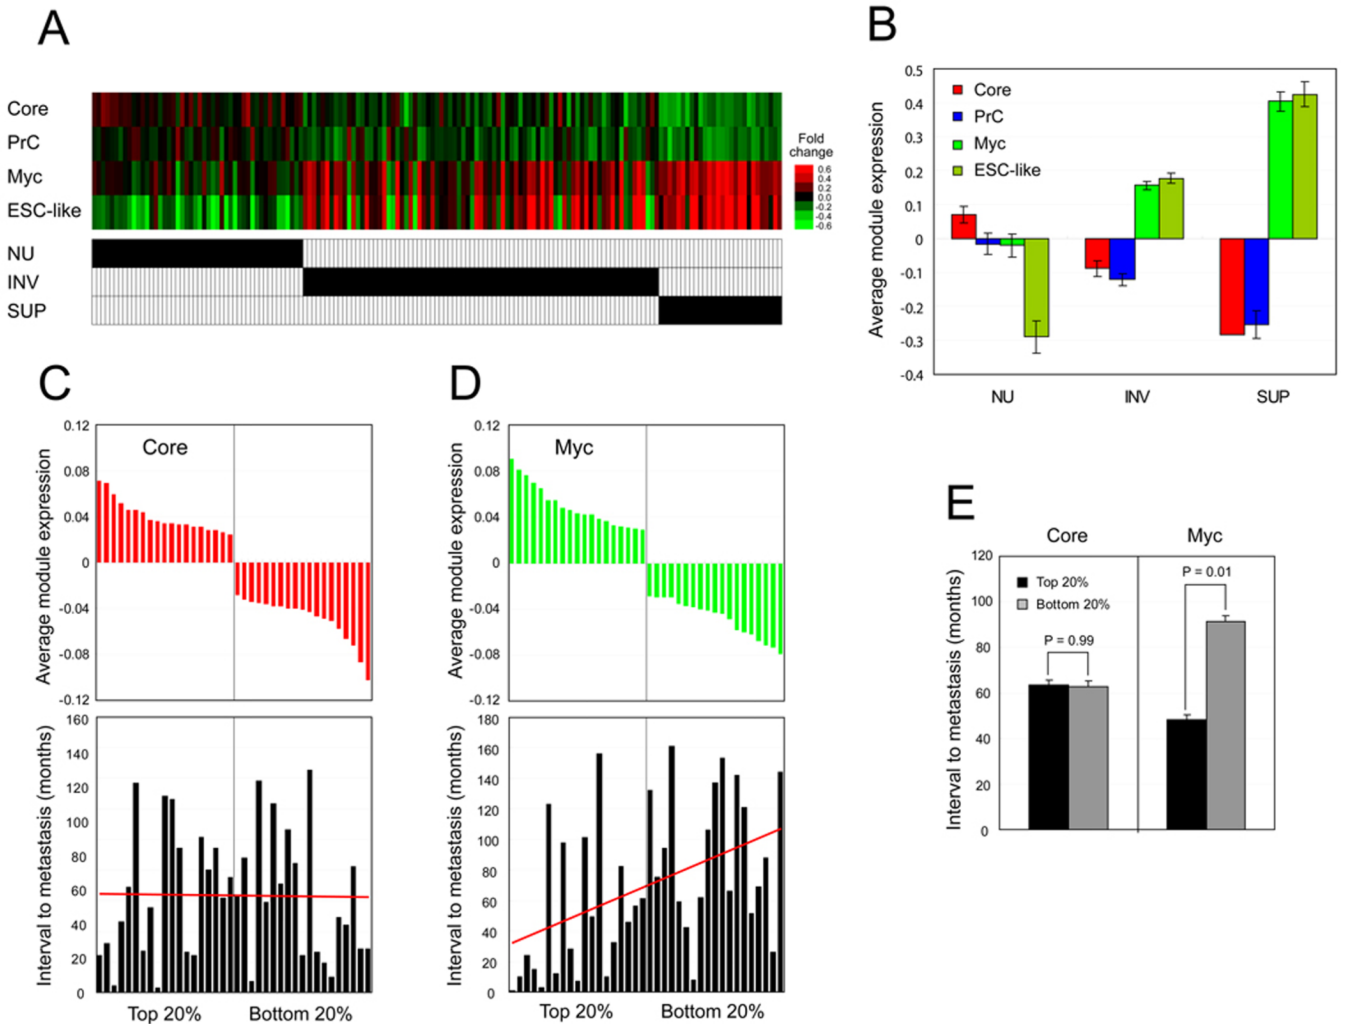 A
Core
PrC
Myc
ESC-like
Fold
change
0.6
0.4
0.2
0.0
-0.2
-0.4
-0.6
NU
INV
SUP
B
Average module expression
0.5
0.4
0.3
0.2
0.1
0
-0.1
-0.2
-0.3
-0.4
Core
PrC
Myc
ESC-like
NU INV SUP
C
Average module expression
0.12
0.08
0.04
0
-0.04
-0.08
-0.12
Core
Interval to metastasis (months)
160
140
120
100
80
60
40
20
0
Top 20% Bottom 20%
D
Average module expression
0.12
0.08
0.04
0
-0.04
-0.08
-0.12
Myc
Interval to metastasis (months)
180
160
140
120
100
80
60
40
20
0
Top 20% Bottom 20%
E
Core Myc
Interval to metastasis (months)
120
100
80
60
40
20
0
Top 20%
Bottom 20%
P = 0.99
P = 0.01